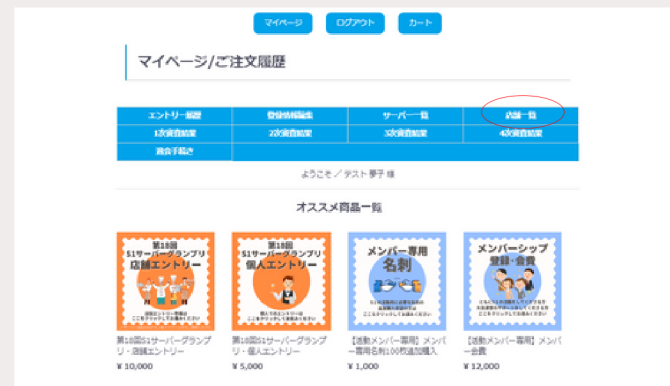 マイページ ログアウト カート
マイページ/ご注文履歴
エントリー履歴 登録情報編集 サーバー一覧 店舗一覧
1次審査結果 2次審査結果 3次審査結果 4次審査結果
退会手続き
ようこそ / テスト 夢子 様
オススメ商品一覧
第18回
S1サーバーグランプリ
店舗エントリー
第18回
S1サーバーグランプリ
個人エントリー
メンバー専用
名刺
メンバーシップ
登録・会費
第18回S1サーバーグランプ
リ・店舗エントリー
¥ 10,000
第18回S1サーバーグランプ
リ・個人エントリー
¥ 5,000
【活動メンバー専用】メンバ
ー専用名刺100枚追加購入
¥ 1,000
【活動メンバー専用】メンバ
ー会費
¥ 12,000